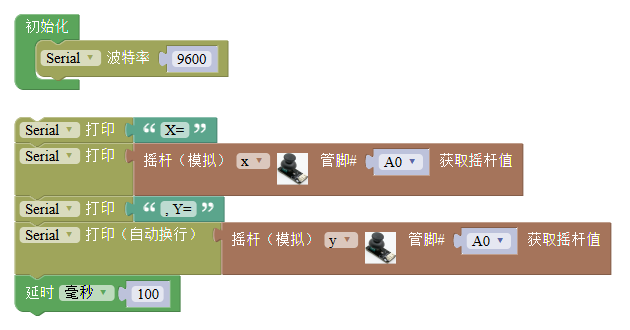 初始化
Serial 波特率 9600
Serial 打印 “ X= ”
Serial 打印 摇杆（模拟） x 管脚# A0 获取摇杆值
Serial 打印 “ , Y= ”
Serial 打印（自动换行） 摇杆（模拟） y 管脚# A0 获取摇杆值
延时 毫秒 100